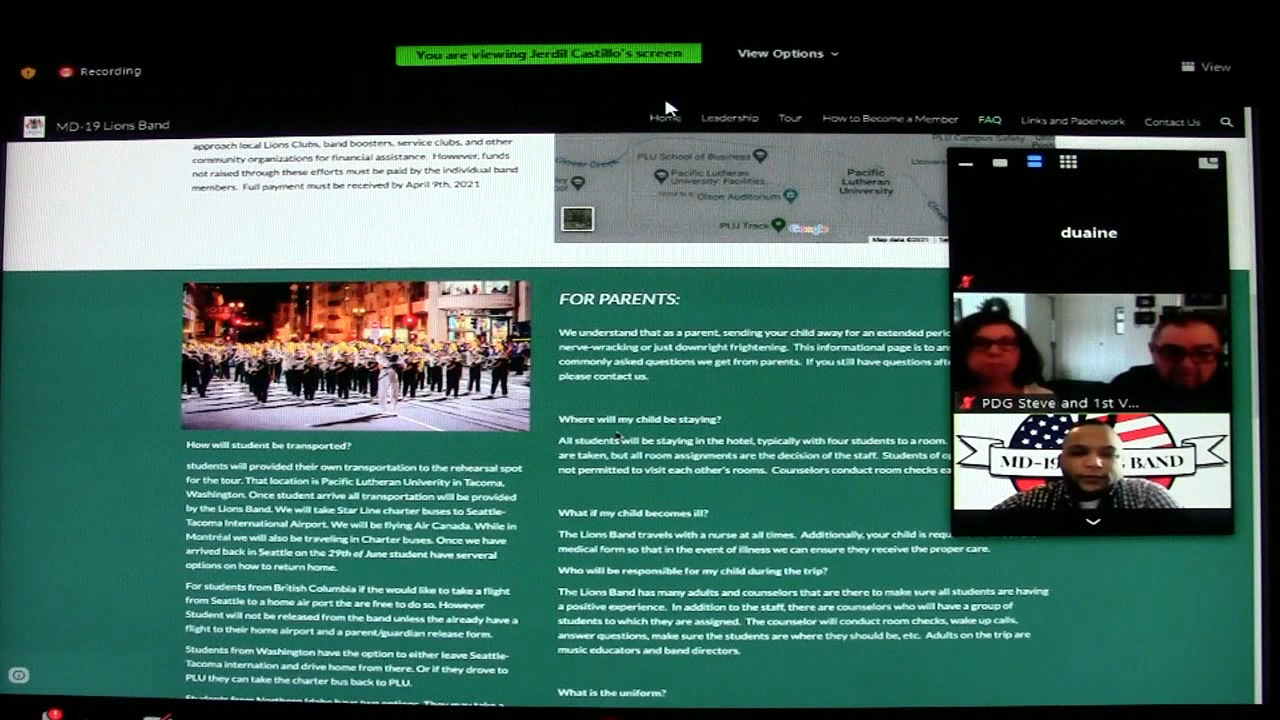 You are viewing Jerdil Castillo's screen
View Options
Recording
View
MD-19 Lions Band
Home
Leadership
Tour
How to Become a Member
FAQ
Links and Paperwork
Contact Us
approach local Lions Clubs, band boosters, service clubs, and other
community organizations for financial assistance. However, funds
not raised through these efforts must be paid by the individual band
members. Full payment must be received by April 9th, 2021
PLU Campus Safety
Clover Creek
PLU School of Business
Pacific Lutheran
University: Facilities...
Olson Auditorium
PLU Track
Pacific
Lutheran
University
Google
Map data ©2021
duaine
PDG Steve and 1st V...
MD-19
BAND
How will student be transported?
students will provided their own transportation to the rehearsal spot
for the tour. That location is Pacific Lutheran Univerity in Tacoma,
Washington. Once student arrive all transportation will be provided
by the Lions Band. We will take Star Line charter buses to Seattle-
Tacoma International Airport. We will be flying Air Canada. While in
Montréal we will also be traveling in Charter buses. Once we have
arrived back in Seattle on the 29th of June student have serveral
options on how to return home.
For students from British Columbia if the would like to take a flight
from Seattle to a home air port the are free to do so. However
Student will not be released from the band unless the already have a
flight to their home airport and a parent/guardian release form.
Students from Washington have the option to either leave Seattle-
Tacoma internation and drive home from there. Or if they drove to
PLU they can take the charter bus back to PLU.
Students from Northern Idaho have two options. They may take a
FOR PARENTS:
We understand that as a parent, sending your child away for an extended
nerve-wracking or just downright frightening. This informational page is to
commonly asked questions we get from parents. If you still have questions
please contact us.
Where will my child be staying?
All students will be staying in the hotel, typically with four students to a room.
are taken, but all room assignments are the decision of the staff. Students of
not permitted to visit each other's rooms. Counselors conduct room checks
What if my child becomes ill?
The Lions Band travels with a nurse at all times. Additionally, your child is
medical form so that in the event of illness we can ensure they receive the proper care.
Who will be responsible for my child during the trip?
The Lions Band has many adults and counselors that are there to make sure all students are having
a positive experience. In addition to the staff, there are counselors who will have a group of
students to which they are assigned. The counselor will conduct room checks, wake up calls,
answer questions, make sure the students are where they should be, etc. Adults on the trip are
music educators and band directors.
What is the uniform?